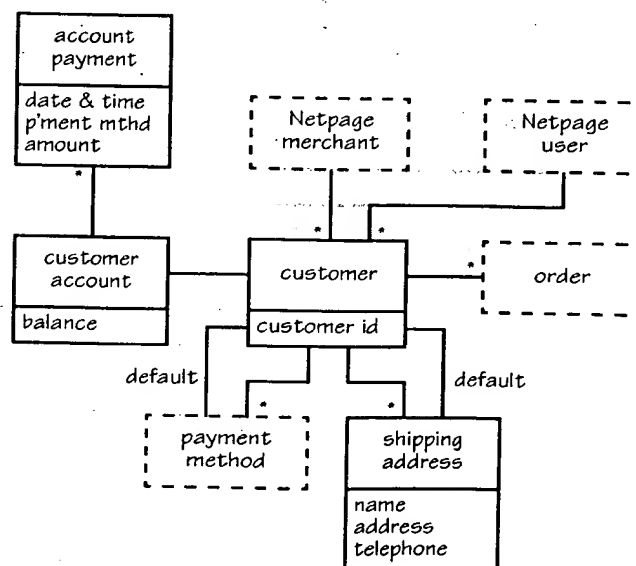 account
payment
date & time
p'ment mthd
amount
Netpage
merchant
Netpage
user
*
*
*
customer
account
balance
customer
customer id
*
order
default
default
*
*
payment
method
shipping
address
name
address
telephone